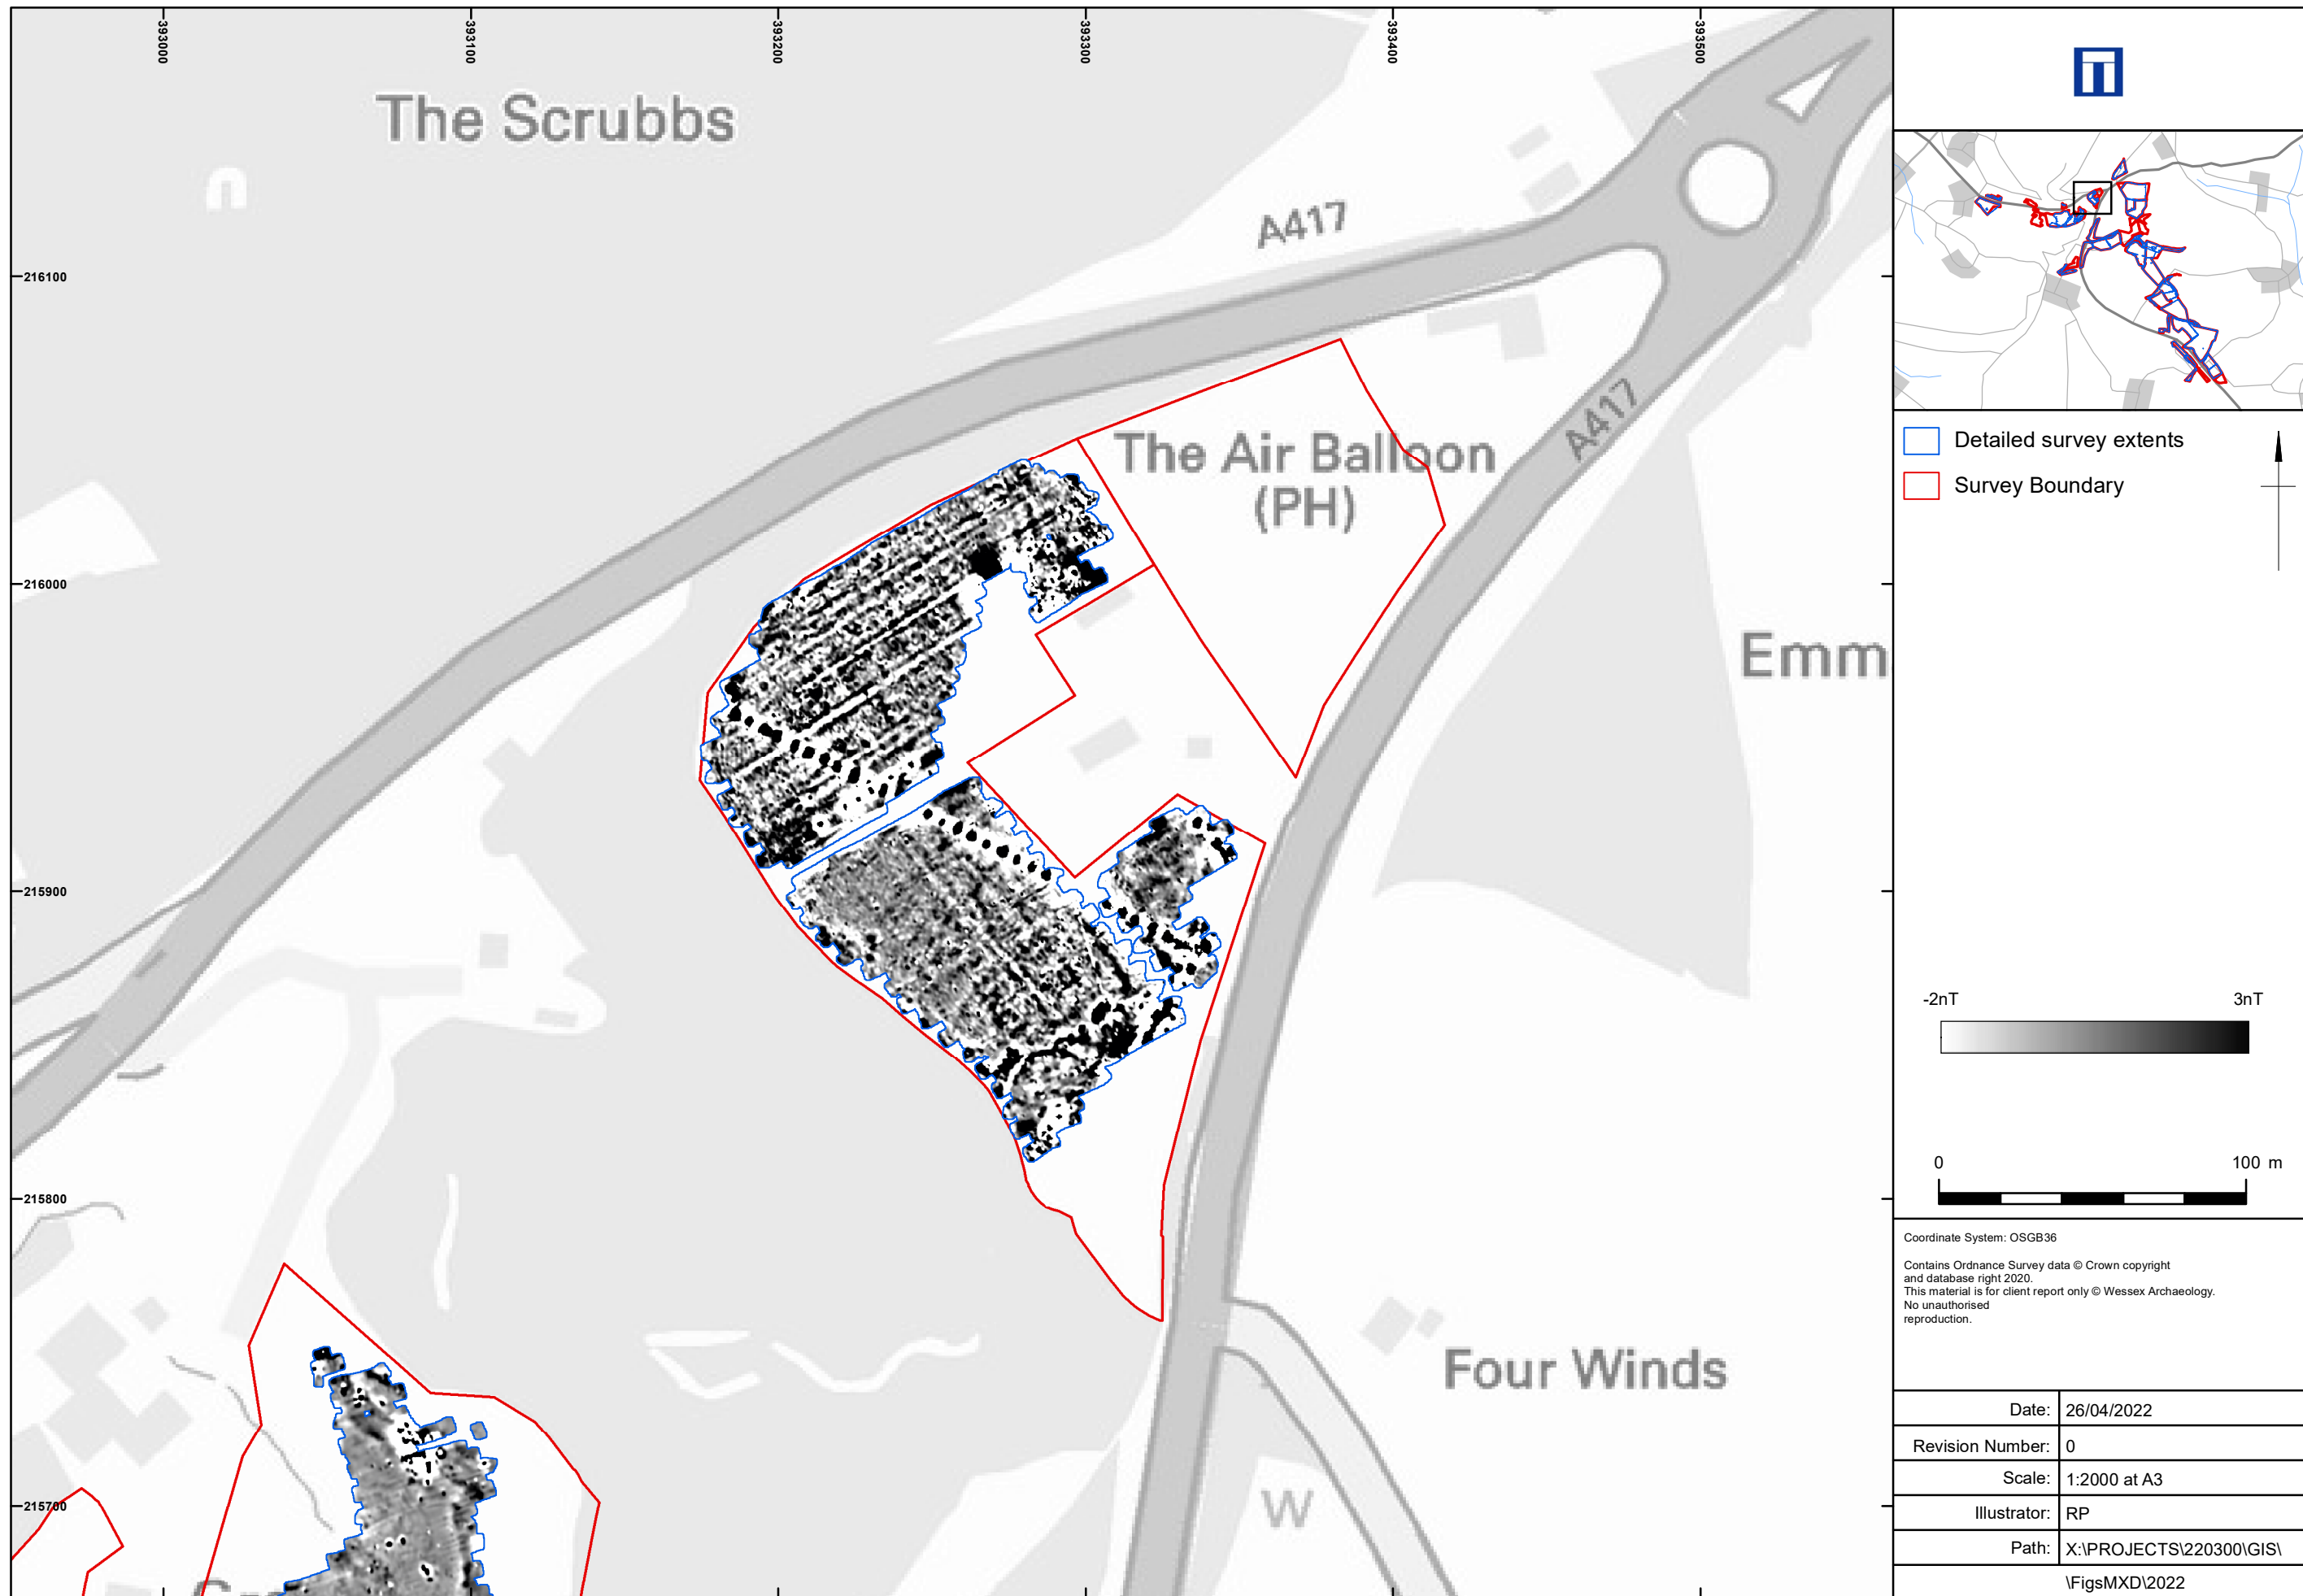 393000
393100
393200
393300
393400
393500
The Scrubbs
A417
216100
The Air Balloon
(PH)
A417
216000
Emm
215900
215800
Four Winds
W
215700
Detailed survey extents
Survey Boundary
-2nT
3nT
0
100 m
Coordinate System: OSGB36
Contains Ordnance Survey data © Crown copyright
and database right 2020.
This material is for client report only © Wessex Archaeology.
No unauthorised
reproduction.
Date: 26/04/2022
Revision Number: 0
Scale: 1:2000 at A3
Illustrator: RP
Path: X:\PROJECTS\220300\GIS\
\FigsMXD\2022